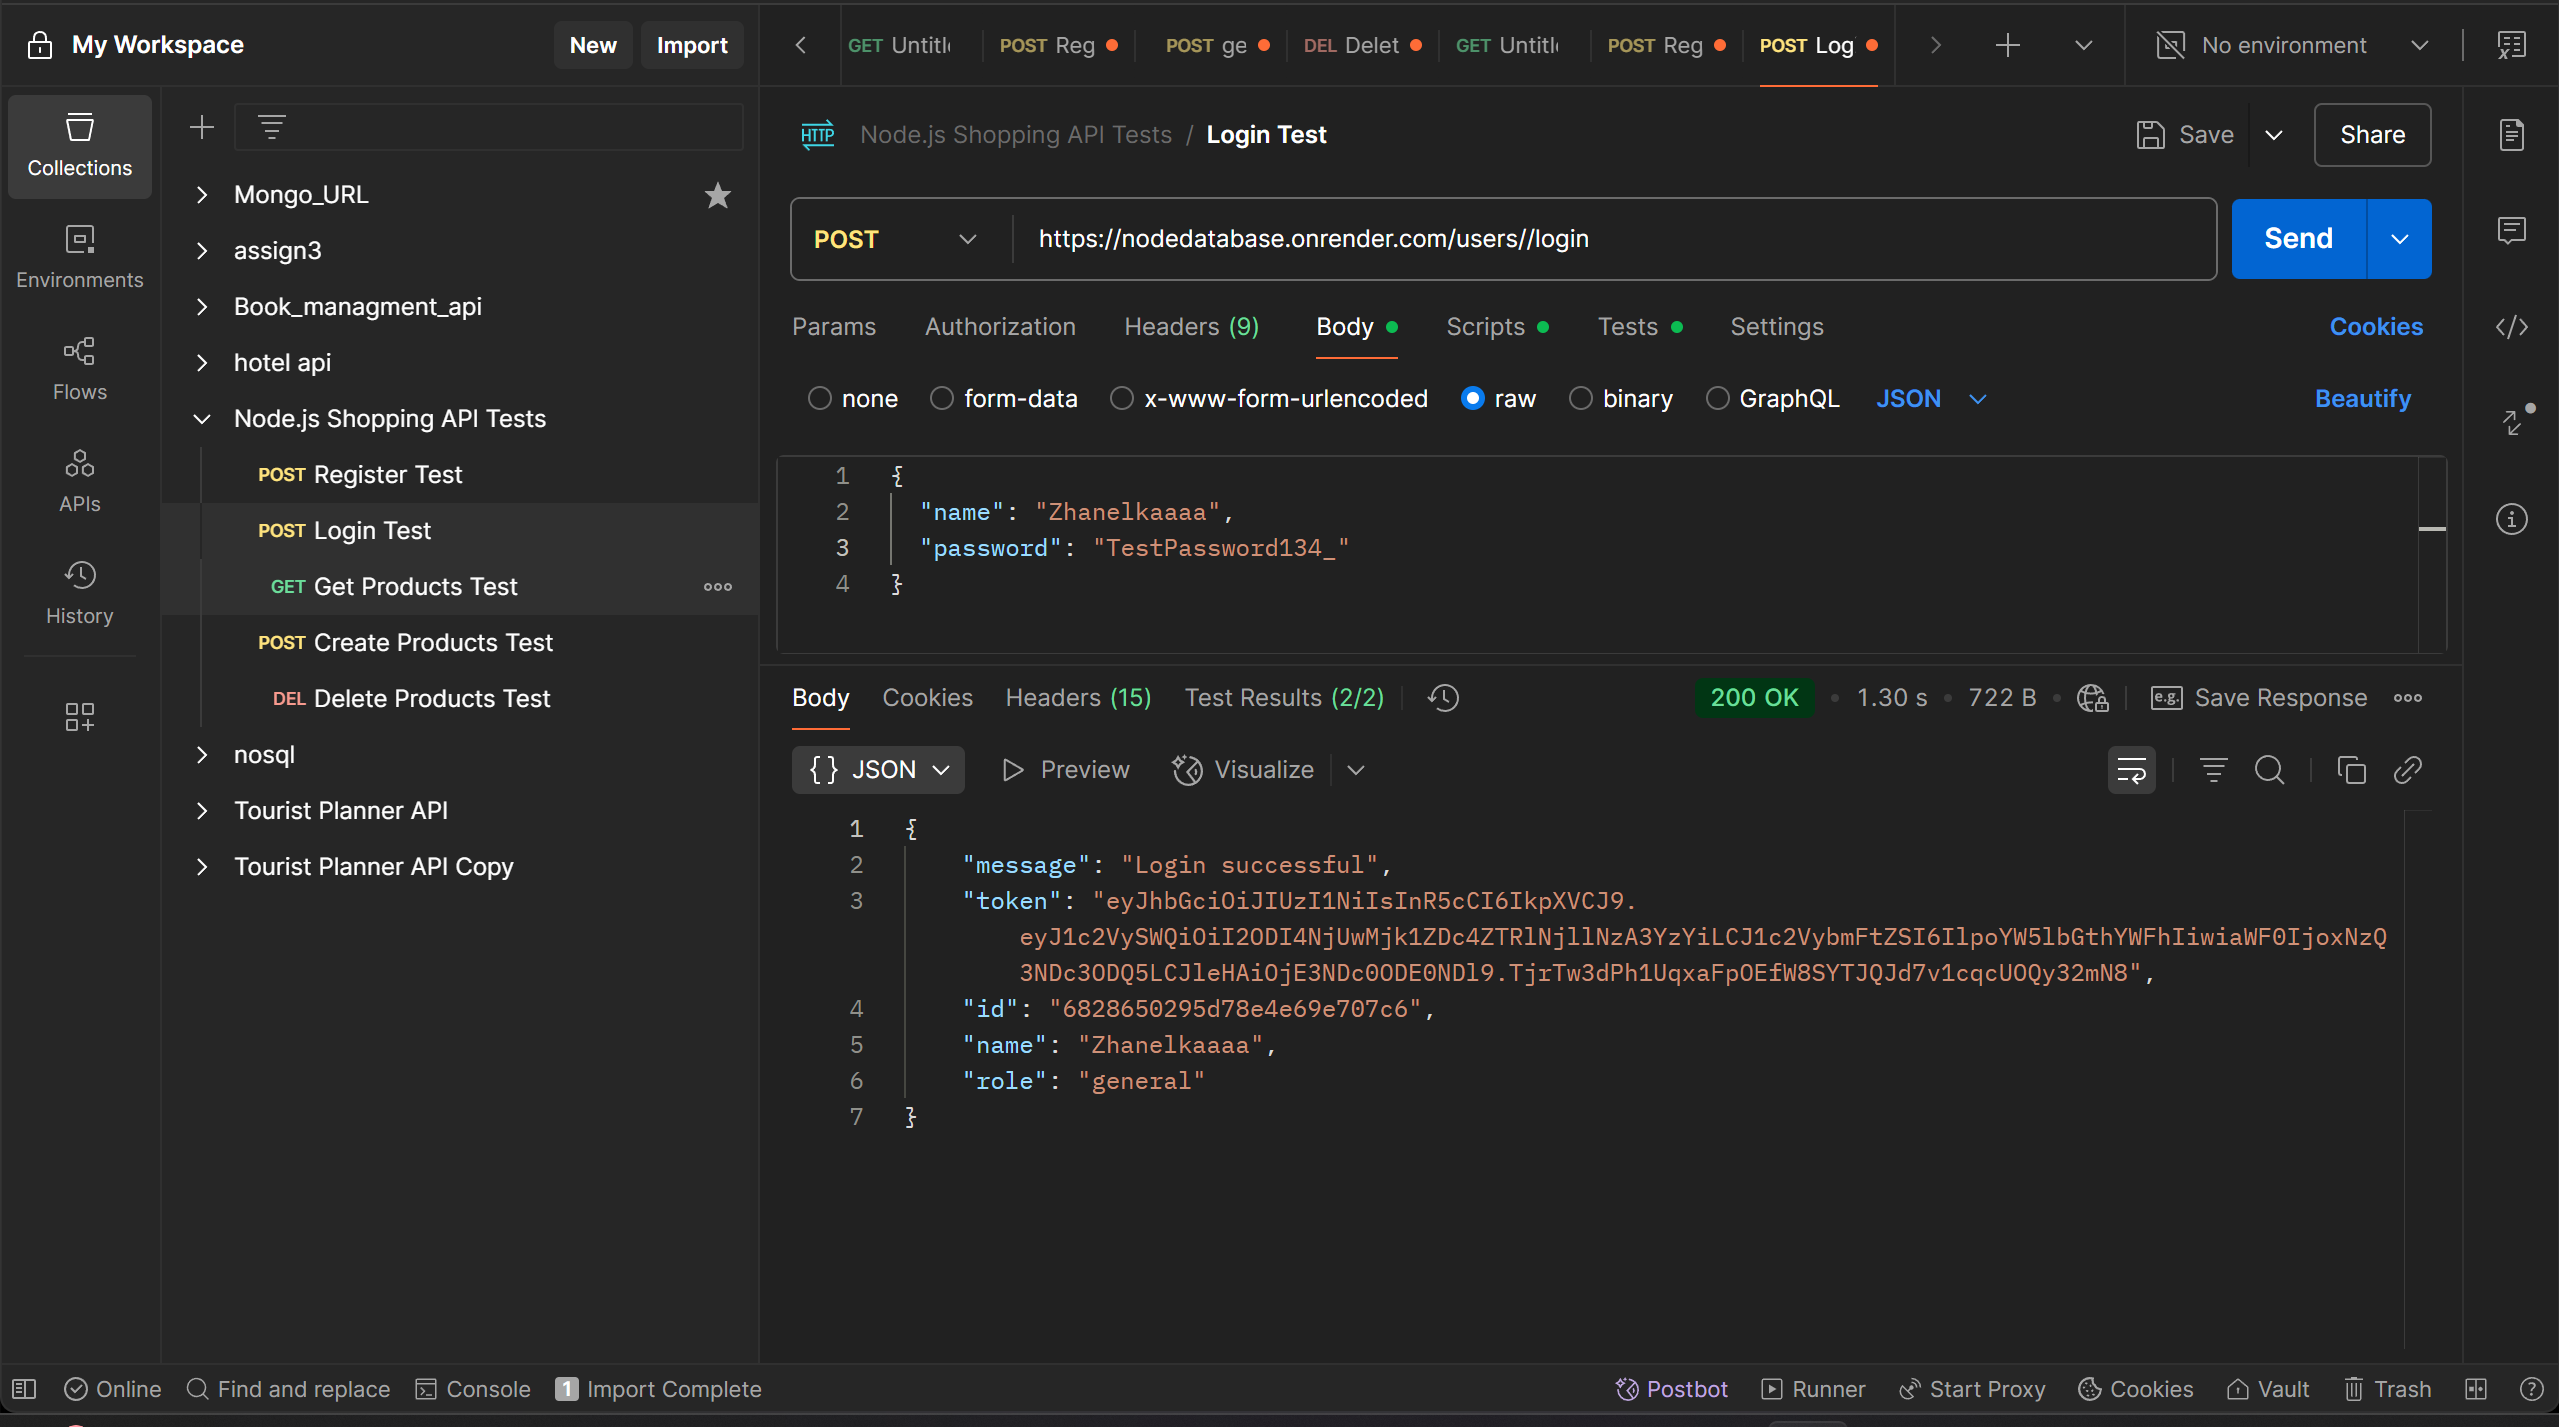 My Workspace
New
Import
GET Untitl
POST Reg
POST ge
DEL Delet
GET Untitl
POST Reg
POST Log
No environment
Collections
Environments
Flows
APIs
History
Mongo_URL
assign3
Book_managment_api
hotel api
Node.js Shopping API Tests
POST Register Test
POST Login Test
GET Get Products Test
POST Create Products Test
DEL Delete Products Test
nosql
Tourist Planner API
Tourist Planner API Copy
HTTP Node.js Shopping API Tests / Login Test
Save
Share
POST
https://nodedatabase.onrender.com/users//login
Send
Params Authorization Headers (9) Body Scripts Tests Settings
Cookies
none form-data x-www-form-urlencoded raw binary GraphQL JSON
Beautify
1 {
2 "name": "Zhanelkaaaa",
3 "password": "TestPassword134_"
4 }
Body Cookies Headers (15) Test Results (2/2)
200 OK • 1.30 s • 722 B •
e.g. Save Response
{} JSON Preview Visualize
1 {
2 "message": "Login successful",
3 "token": "eyJhbGciOiJIUzI1NiIsInR5cCI6IkpXVCJ9.
eyJ1c2VySWQiOiI2ODI4NjUwMjk1ZDc4ZTRlNjllNzA3YzYiLCJ1c2VybmFtZSI6IlpoYW5lbGthYWFhIiwiaWF0IjoxNzQ
3NDc3ODQ5LCJleHAiOjE3NDc0ODE0NDl9.TjrTw3dPh1UqxaFpOEfW8SYTJQJd7v1cqcUOQy32mN8",
4 "id": "6828650295d78e4e69e707c6",
5 "name": "Zhanelkaaaa",
6 "role": "general"
7 }
Online
Find and replace
Console
1 Import Complete
Postbot
Runner
Start Proxy
Cookies
Vault
Trash